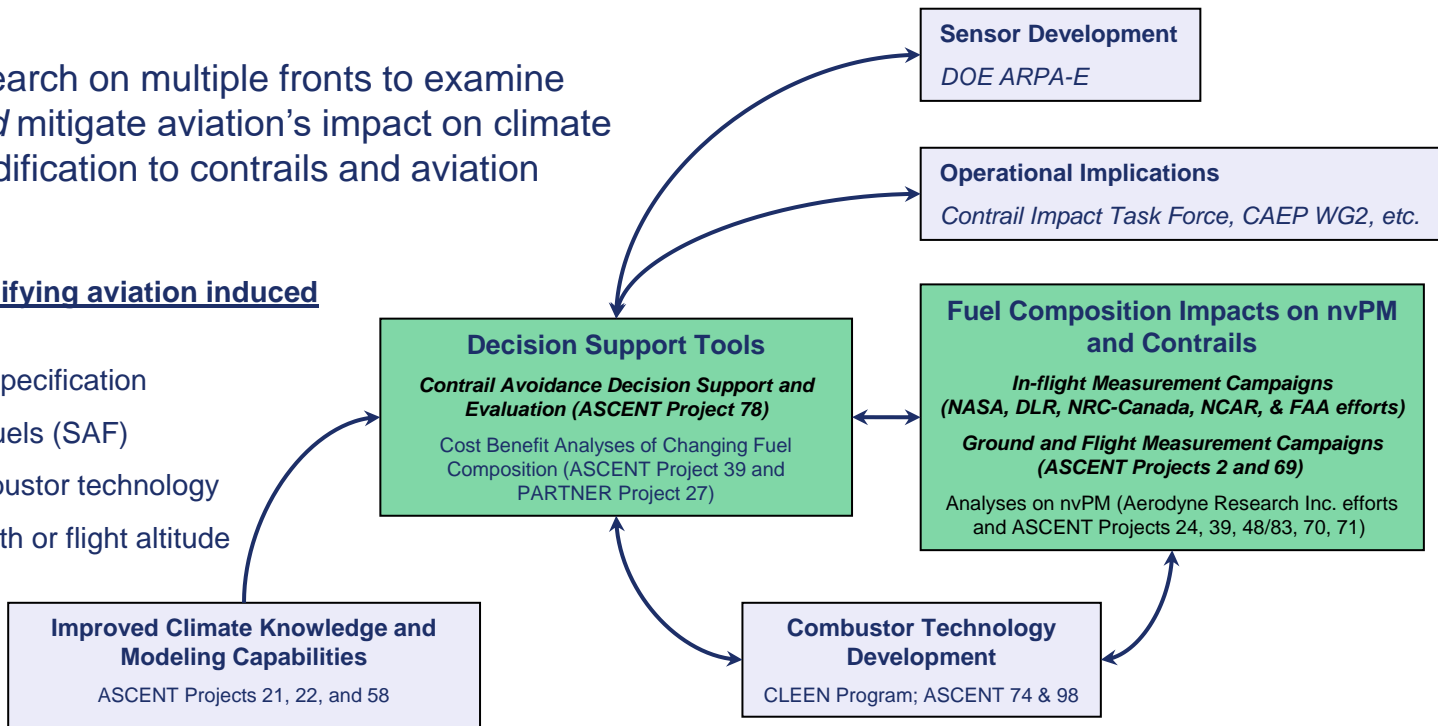 earch on multiple fronts to examine
d mitigate aviation's impact on climate
dification to contrails and aviation
ifying aviation induced
pecification
uels (SAF)
bustor technology
th or flight altitude
Sensor Development
DOE ARPA-E
Operational Implications
Contrail Impact Task Force, CAEP WG2, etc.
Decision Support Tools
Contrail Avoidance Decision Support and
Evaluation (ASCENT Project 78)
Cost Benefit Analyses of Changing Fuel
Composition (ASCENT Project 39 and
PARTNER Project 27)
Fuel Composition Impacts on nvPM
and Contrails
In-flight Measurement Campaigns
(NASA, DLR, NRC-Canada, NCAR, & FAA efforts)
Ground and Flight Measurement Campaigns
(ASCENT Projects 2 and 69)
Analyses on nvPM (Aerodyne Research Inc. efforts
and ASCENT Projects 24, 39, 48/83, 70, 71)
Improved Climate Knowledge and
Modeling Capabilities
ASCENT Projects 21, 22, and 58
Combustor Technology
Development
CLEEN Program; ASCENT 74 & 98